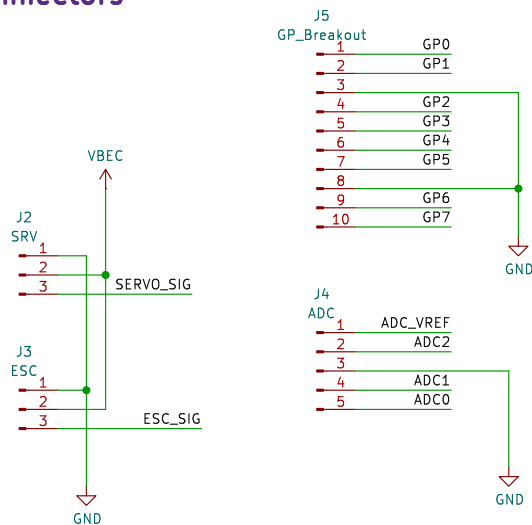 J5
GP_Breakout
1 GP0
2 GP1
3
4 GP2
5 GP3
6 GP4
7 GP5
8
9 GP6
10 GP7
GND
VBEC
J2
SRV
1
2
3 SERVO_SIG
J3
ESC
1
2
3 ESC_SIG
GND
J4
ADC
1 ADC_VREF
2 ADC2
3
4 ADC1
5 ADC0
GND